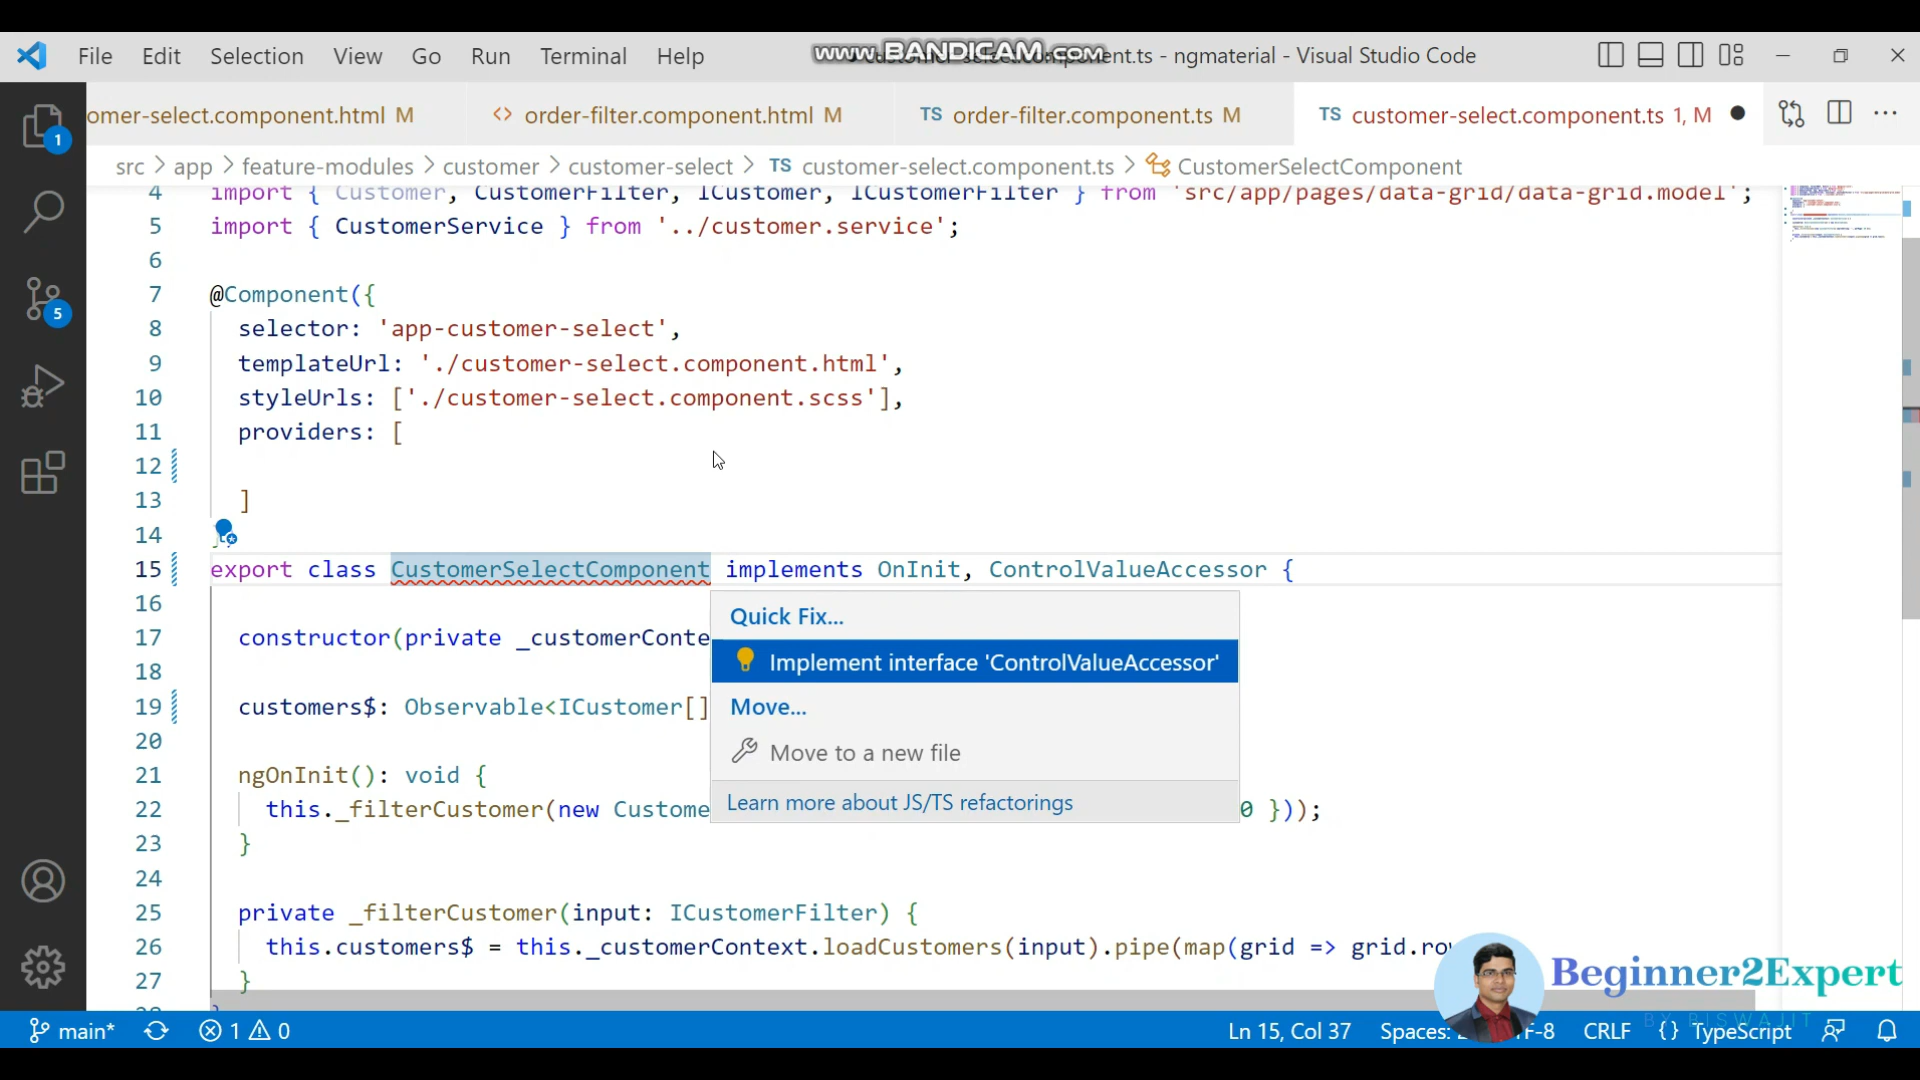 File Edit Selection View Go Run Terminal Help
www.BANDICAM.com
ent.ts - ngmaterial - Visual Studio Code
omer-select.component.html M
<> order-filter.component.html M
TS order-filter.component.ts M
TS customer-select.component.ts 1, M
src > app > feature-modules > customer > customer-select > TS customer-select.component.ts > CustomerSelectComponent
4 import { Customer, CustomerFilter, ICustomer, ICustomerFilter } from 'src/app/pages/data-grid/data-grid.model';
5 import { CustomerService } from '../customer.service';
6
7 @Component({
8 selector: 'app-customer-select',
9 templateUrl: './customer-select.component.html',
10 styleUrls: ['./customer-select.component.scss'],
11 providers: [
12
13 ]
14
15 export class CustomerSelectComponent implements OnInit, ControlValueAccessor {
16
Quick Fix...
17 constructor(private _customerConte
Implement interface 'ControlValueAccessor'
18
19 customers$: Observable<ICustomer[]
Move...
20
Move to a new file
21 ngOnInit(): void {
22 this._filterCustomer(new Custome
Learn more about JS/TS refactorings
0 }));
23 }
24
25 private _filterCustomer(input: ICustomerFilter) {
26 this.customers$ = this._customerContext.loadCustomers(input).pipe(map(grid => grid.ro
27 }
1
5
Beginner2Expert
BY BISWAJIT
main* 1 0
Ln 15, Col 37 Spaces: F-8 CRLF {} TypeScript